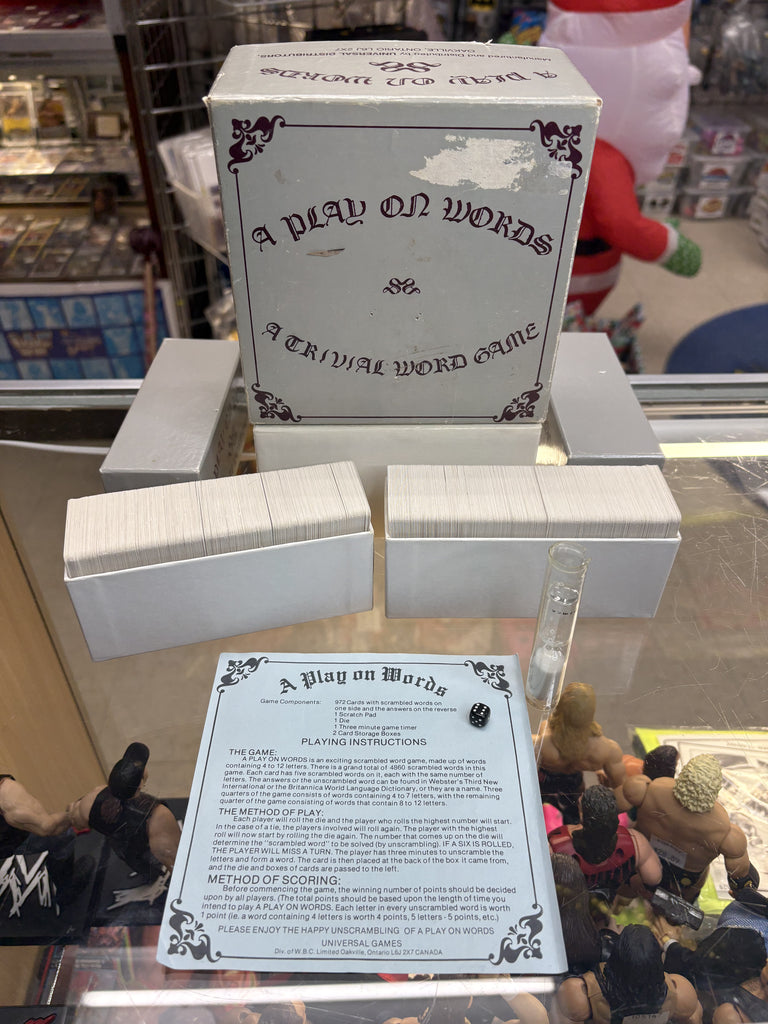 Manufactured and Distributed by UNIVERSAL DISTRIBUTORS
OAKVILLE, ONTARIO L6J 2X7
A PLAY ON WORDS
A PLAY ON WORDS
A TRIVIAL WORD GAME
A Play on Words
Game Components: 972 Cards with scrambled words on
one side and the answers on the reverse
1 Scratch Pad
1 Die
1 Three minute game timer
2 Card Storage Boxes
PLAYING INSTRUCTIONS
THE GAME:
A PLAY ON WORDS is an exciting scrambled word game, made up of words
containing 4 to 12 letters. There is a grand total of 4860 scrambled words in this
game. Each card has five scrambled words on it, each with the same number of
letters. The answers or the unscrambled word can be found in Webster's Third New
International or the Britannica World Language Dictionary, or they are a name. Three
quarters of the game consists of words containing 4 to 7 letters, with the remaining
quarter of the game consisting of words that contain 8 to 12 letters.
THE METHOD OF PLAY:
Each player will roll the die and the player who rolls the highest number will start.
In the case of a tie, the players involved will roll again. The player with the highest
roll will now start by rolling the die again. The number that comes up on the die will
determine the "scrambled word" to be solved (by unscrambling). IF A SIX IS ROLLED,
THE PLAYER WILL MISS A TURN. The player has three minutes to unscramble the
letters and form a word. The card is then placed at the back of the box it came from,
and the die and boxes of cards are passed to the left.
METHOD OF SCORING:
Before commencing the game, the winning number of points should be decided
upon by all players. (The total points should be based upon the length of time you
intend to play A PLAY ON WORDS. Each letter in every unscrambled word is worth
1 point (ie. a word containing 4 letters is worth 4 points, 5 letters - 5 points, etc.)
PLEASE ENJOY THE HAPPY UNSCRAMBLING OF A PLAY ON WORDS
UNIVERSAL GAMES
Div. of W.B.C. Limited Oakville, Ontario L6J 2X7 CANADA